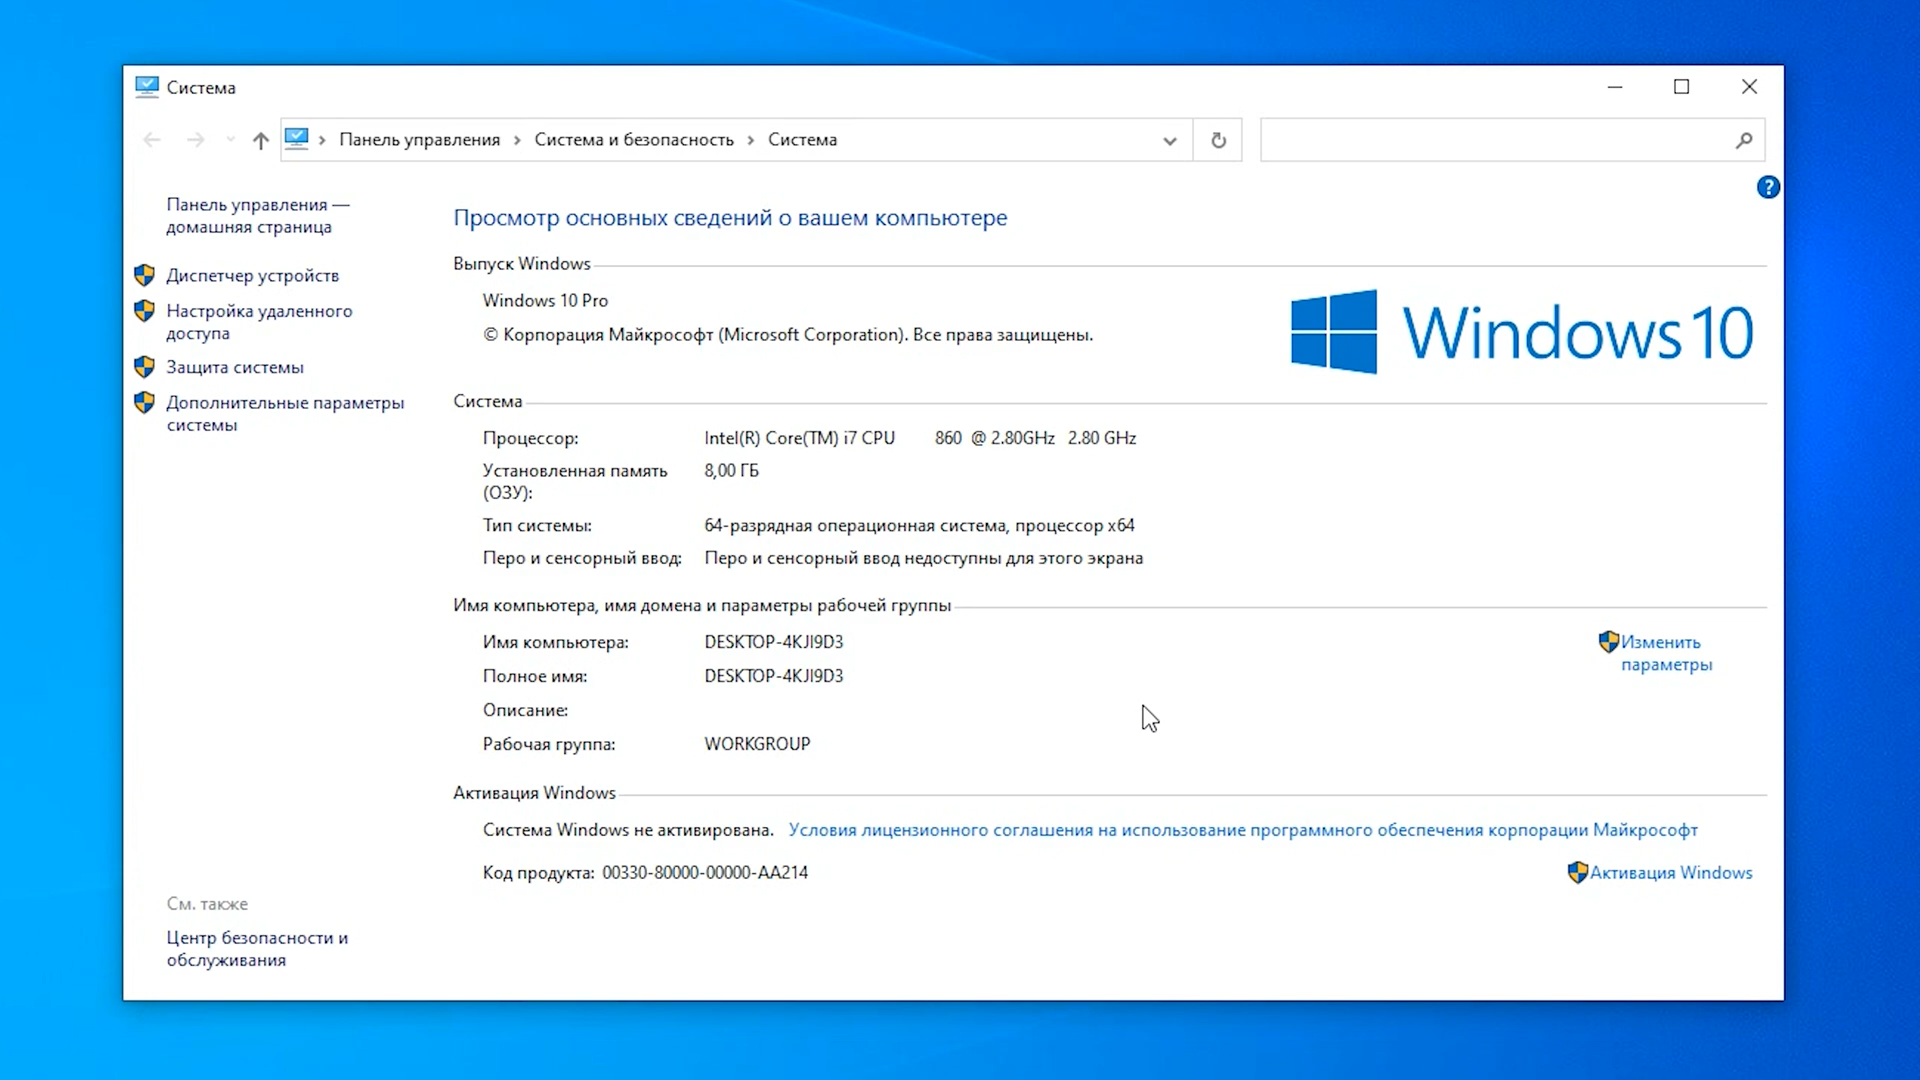 Система
Панель управления › Система и безопасность › Система
?
Панель управления —
домашняя страница
Диспетчер устройств
Настройка удаленного
доступа
Защита системы
Дополнительные параметры
системы
Просмотр основных сведений о вашем компьютере
Выпуск Windows
Windows 10 Pro
© Корпорация Майкрософт (Microsoft Corporation). Все права защищены.
Windows 10
Система
Процессор: Intel(R) Core(TM) i7 CPU 860 @ 2.80GHz 2.80 GHz
Установленная память 8,00 ГБ
(ОЗУ):
Тип системы: 64-разрядная операционная система, процессор x64
Перо и сенсорный ввод: Перо и сенсорный ввод недоступны для этого экрана
Имя компьютера, имя домена и параметры рабочей группы
Имя компьютера: DESKTOP-4KJI9D3
Изменить
параметры
Полное имя: DESKTOP-4KJI9D3
Описание:
Рабочая группа: WORKGROUP
Активация Windows
Система Windows не активирована. Условия лицензионного соглашения на использование программного обеспечения корпорации Майкрософт
Код продукта: 00330-80000-00000-AA214
Активация Windows
См. также
Центр безопасности и
обслуживания